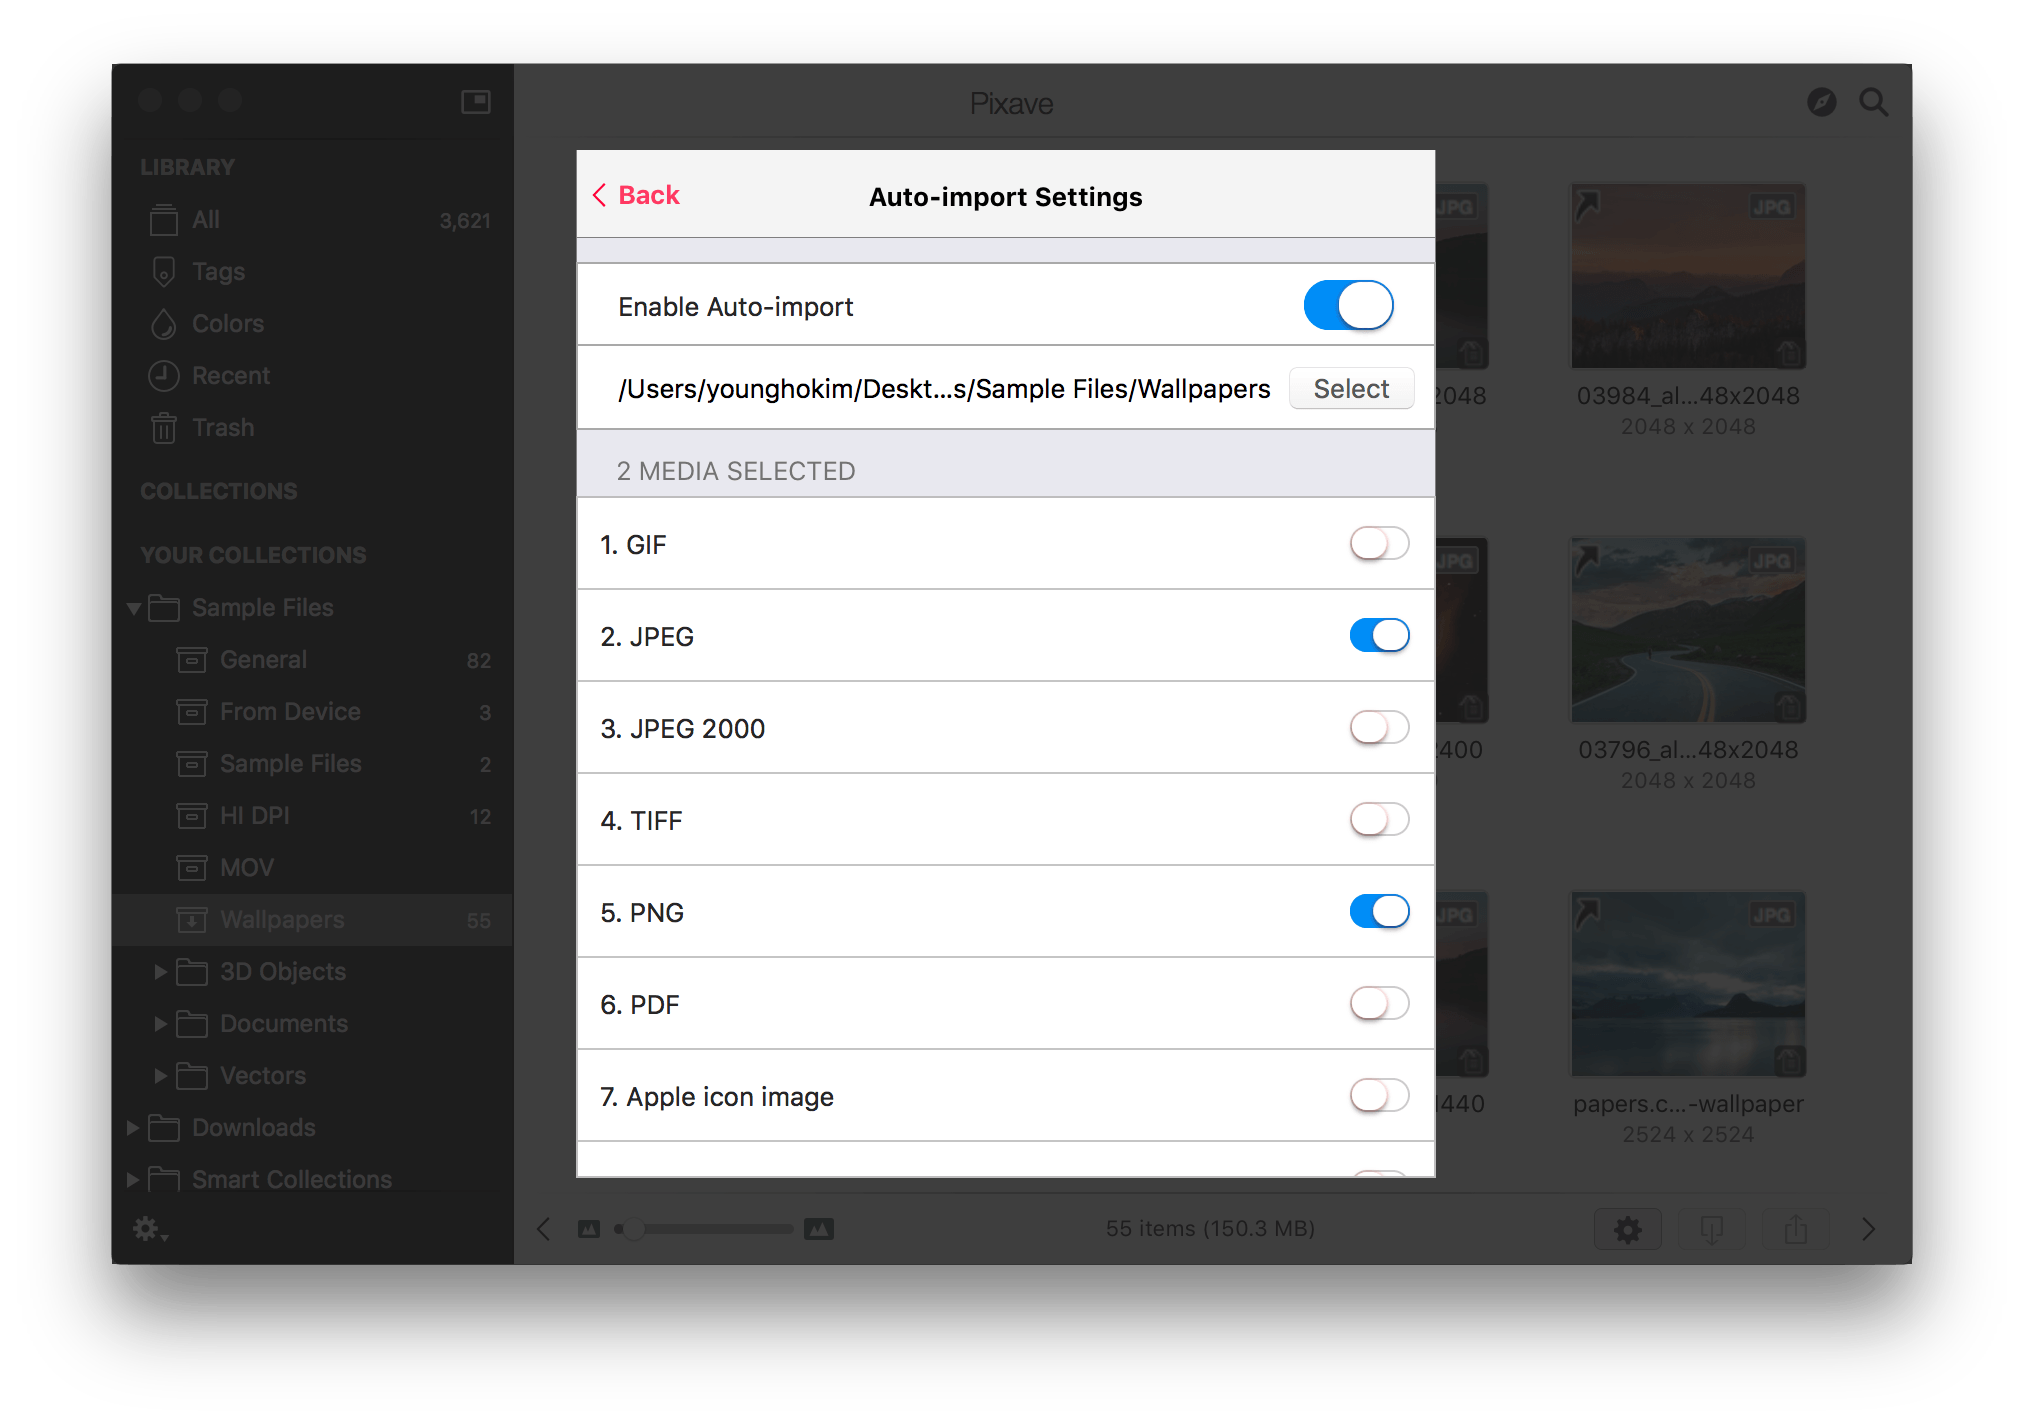 Pixave
LIBRARY
All 3,621
Tags
Colors
Recent
Trash
COLLECTIONS
YOUR COLLECTIONS
Sample Files
General 82
From Device 3
Sample Files 2
HI DPI 12
MOV
Wallpapers 55
3D Objects
Documents
Vectors
Downloads
Smart Collections
Back
Auto-import Settings
Enable Auto-import
/Users/younghokim/Deskt...s/Sample Files/Wallpapers
Select
2 MEDIA SELECTED
1. GIF
2. JPEG
3. JPEG 2000
4. TIFF
5. PNG
6. PDF
7. Apple icon image
JPG
JPG
2048
03984_al...48x2048
2048 x 2048
JPG
JPG
2400
03796_al...48x2048
2048 x 2048
JPG
JPG
1440
papers.c...-wallpaper
2524 x 2524
55 items (150.3 MB)